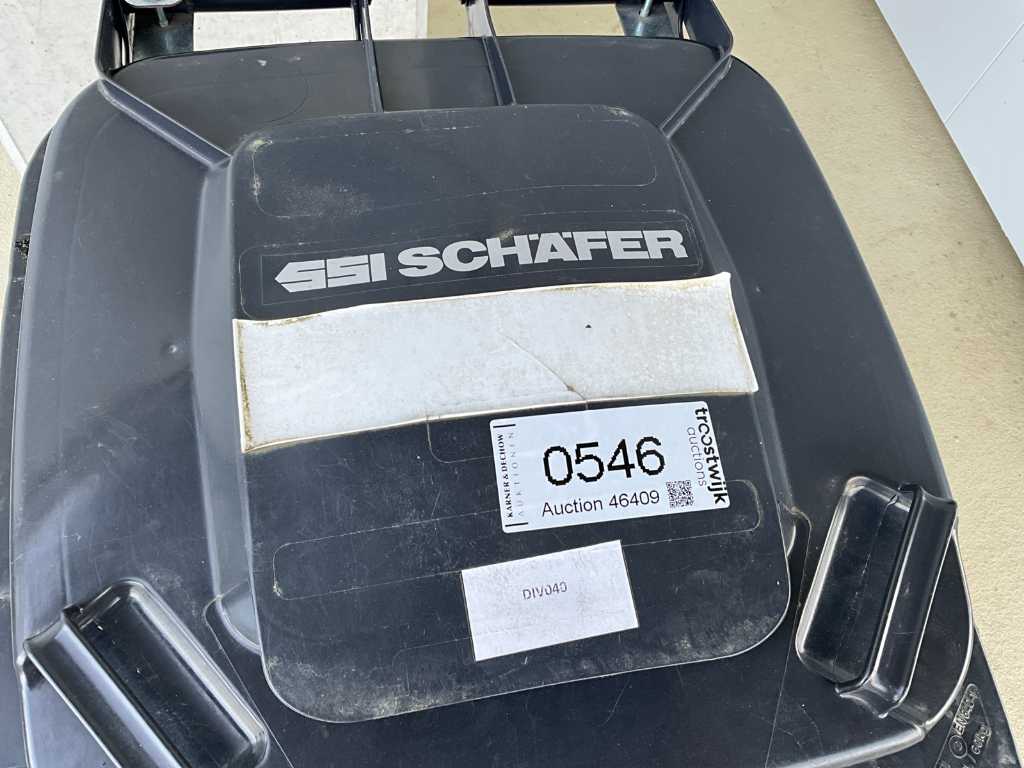 SSI SCHÄFER
KARNER & DECHOW
AUKTIONEN
0546
Auction 46409
troostwijk
auctions
DIV040